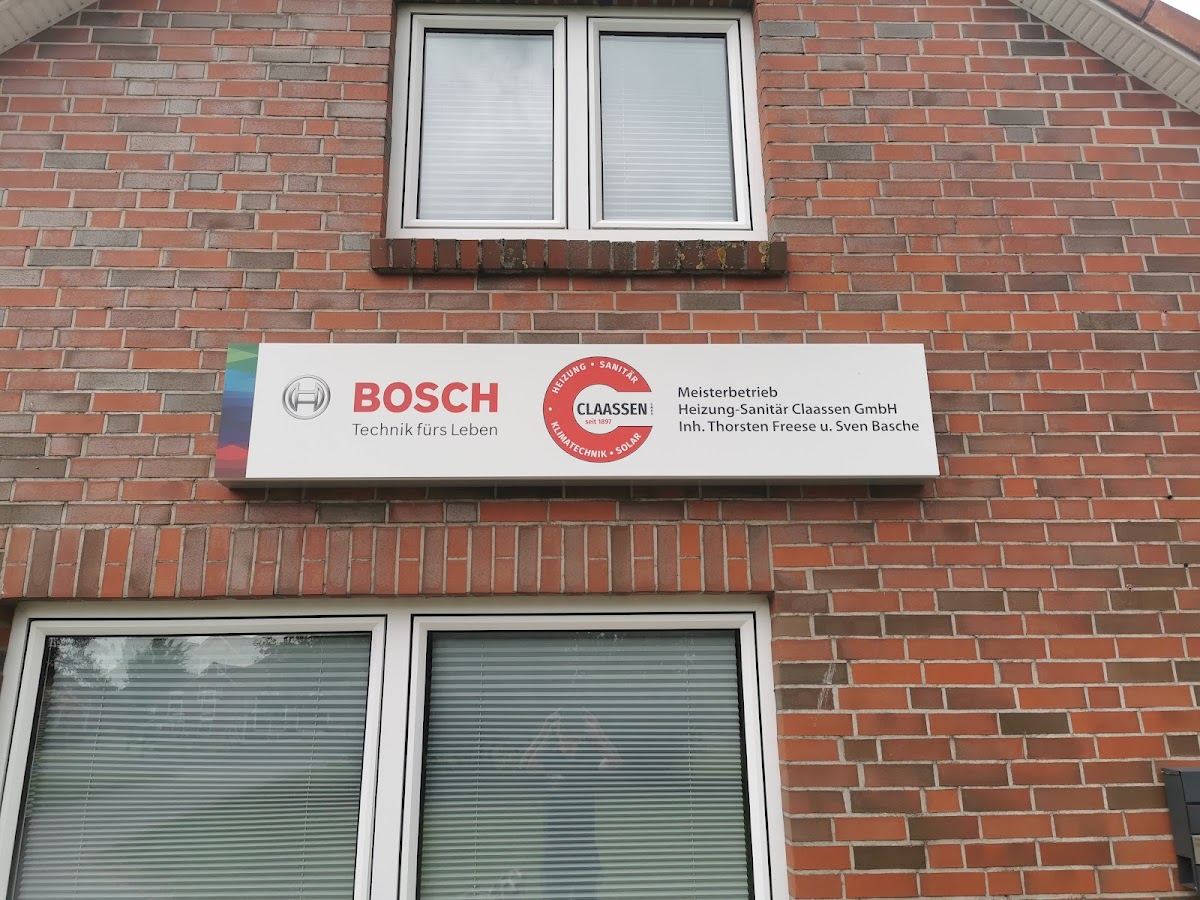 BOSCH
Technik fürs Leben
HEIZUNG • SANITÄR
CLAASSEN
seit 1897
KLIMATECHNIK • SOLAR
Meisterbetrieb
Heizung-Sanitär Claassen GmbH
Inh. Thorsten Freese u. Sven Basche